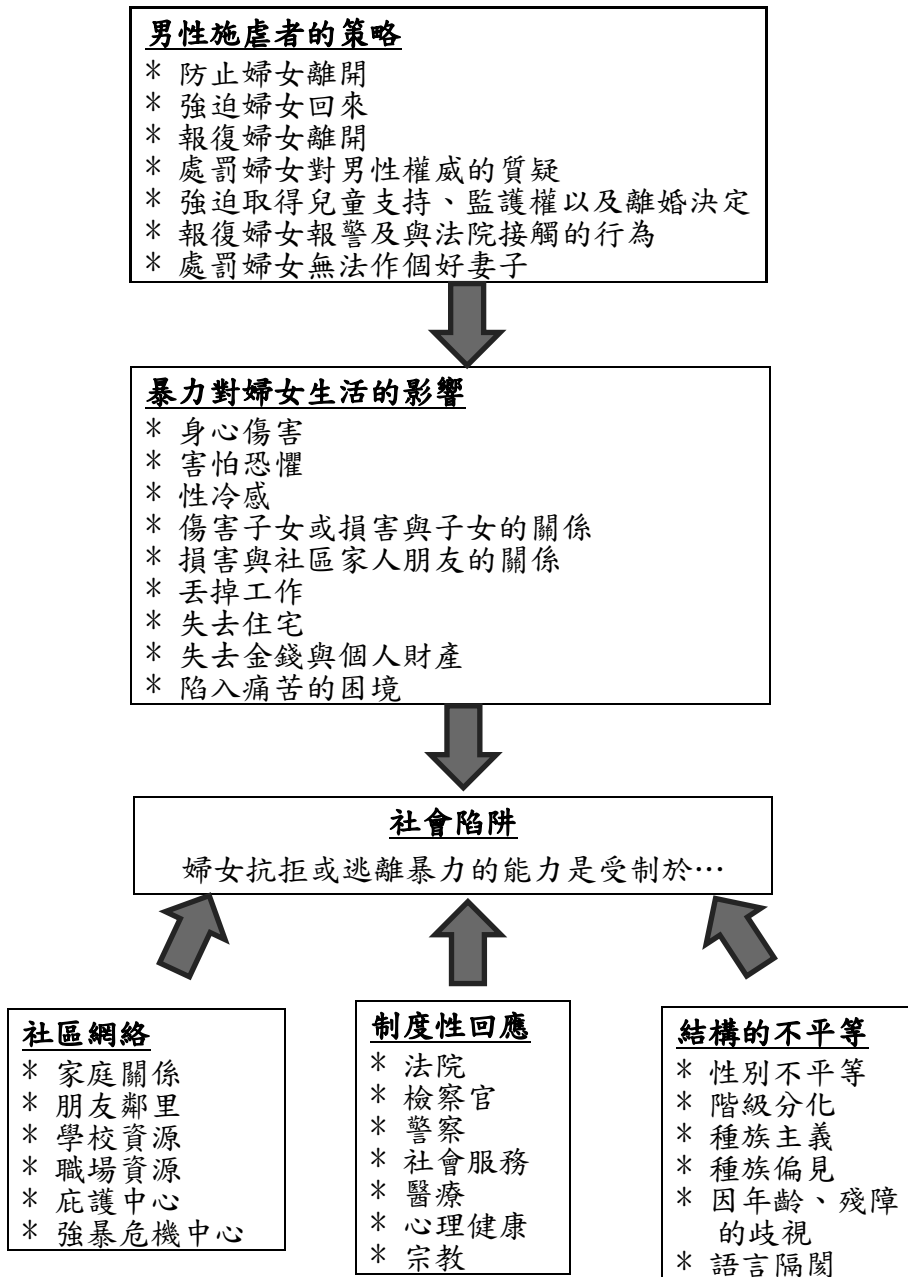 男性施虐者的策略
* 防止婦女離開
* 強迫婦女回來
* 報復婦女離開
* 處罰婦女對男性權威的質疑
* 強迫取得兒童支持、監護權以及離婚決定
* 報復婦女報警及與法院接觸的行為
* 處罰婦女無法作個好妻子
暴力對婦女生活的影響
* 身心傷害
* 害怕恐懼
* 性冷感
* 傷害子女或損害與子女的關係
* 損害與社區家人朋友的關係
* 丟掉工作
* 失去住宅
* 失去金錢與個人財產
* 陷入痛苦的困境
社會陷阱
婦女抗拒或逃離暴力的能力是受制於…
社區網絡
* 家庭關係
* 朋友鄰里
* 學校資源
* 職場資源
* 庇護中心
* 強暴危機中心
制度性回應
* 法院
* 檢察官
* 警察
* 社會服務
* 醫療
* 心理健康
* 宗教
結構的不平等
* 性別不平等
* 階級分化
* 種族主義
* 種族偏見
* 因年齡、殘障
的歧視
* 語言隔閡